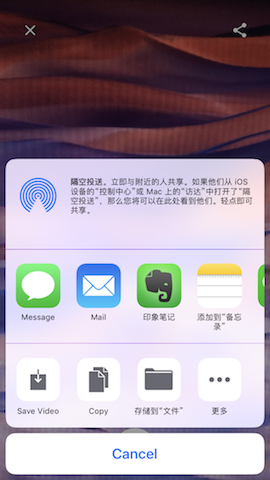 隔空投送。立即与附近的人共享。如果他们从 iOS
设备的“控制中心”或 Mac 上的“访达”中打开了“隔
空投送”，那么您将可以在此处看到他们。轻点即可
共享。
Message
Mail
印象笔记
添加到“备忘
录”
Save Video
Copy
存储到“文件”
更多
Cancel